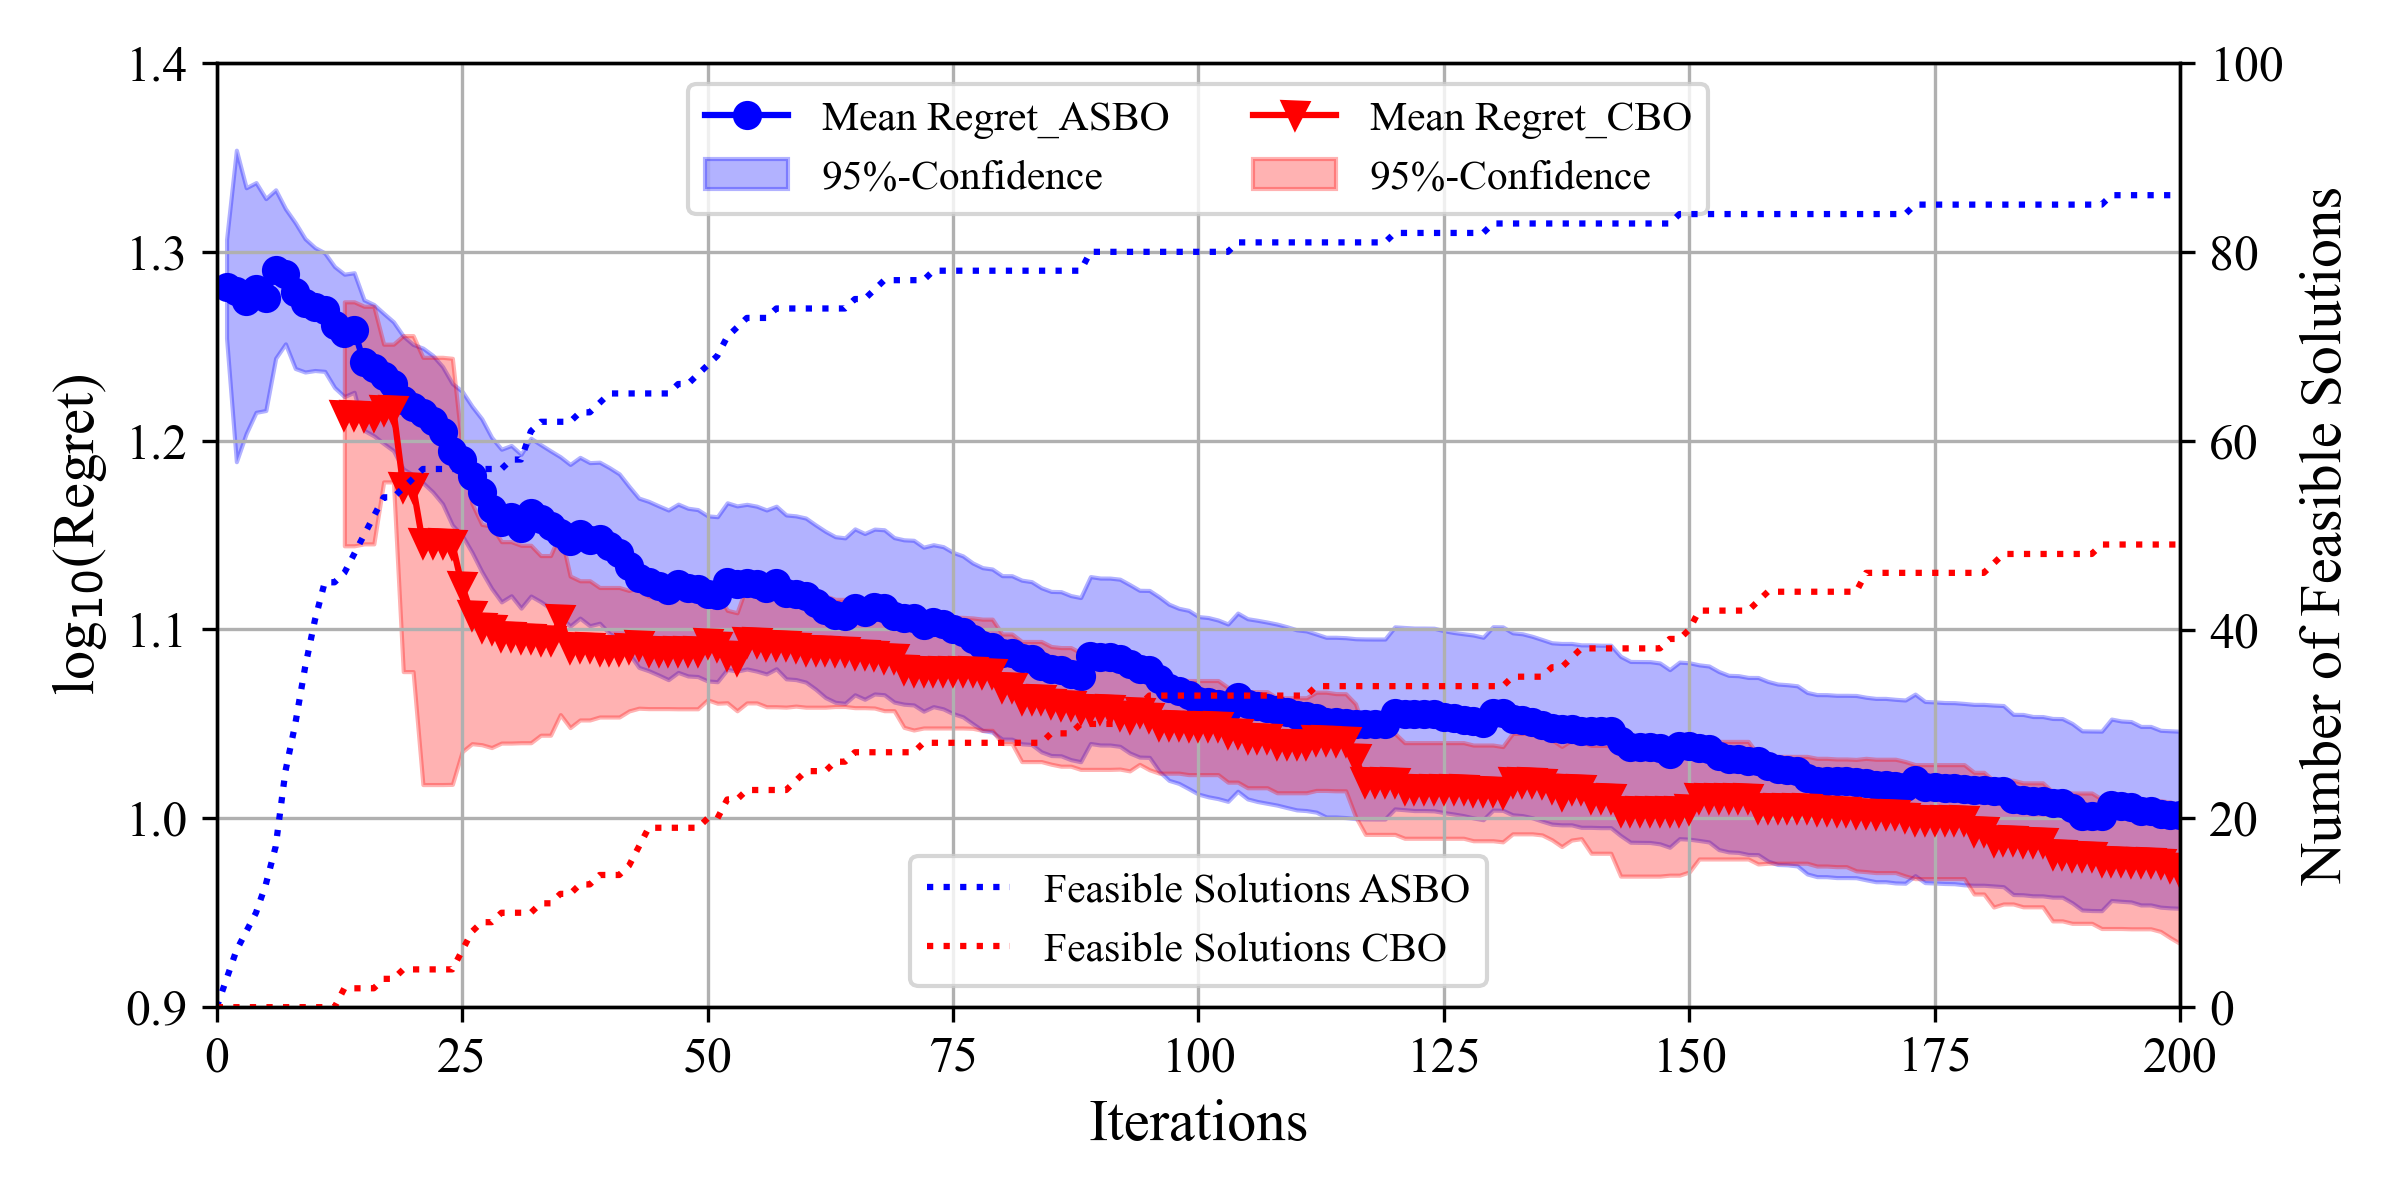 1.4
1.3
1.2
1.1
1.0
0.9
log10(Regret)
Mean Regret_ASBO
95%-Confidence
Mean Regret_CBO
95%-Confidence
Feasible Solutions ASBO
Feasible Solutions CBO
100
80
60
40
20
0
Number of Feasible Solutions
0 25 50 75 100 125 150 175 200
Iterations